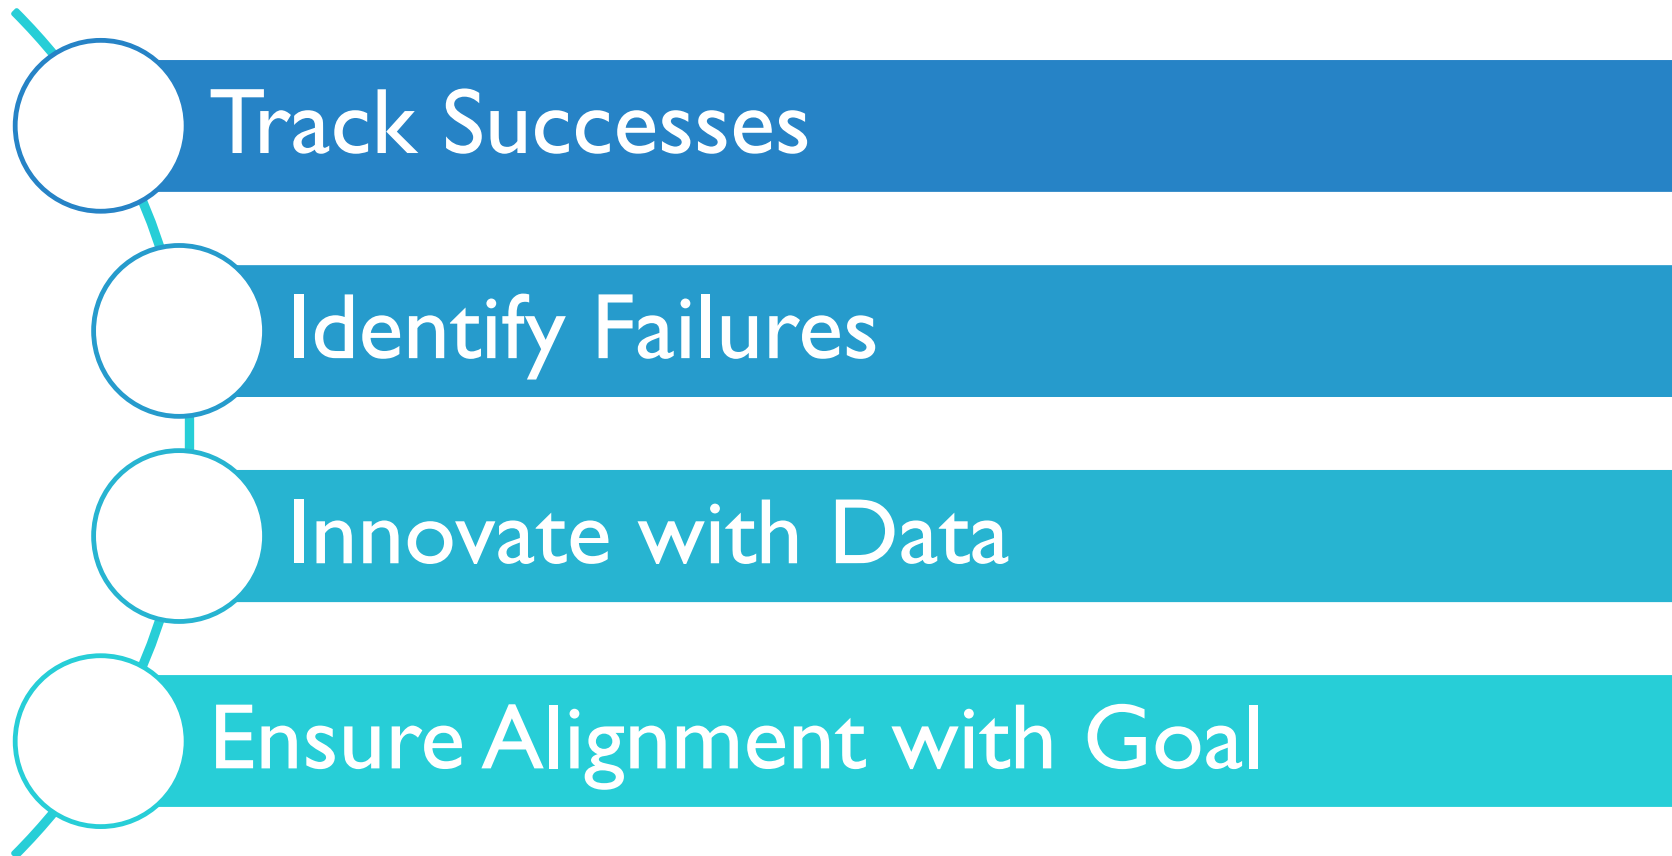 Track Successes
Identify Failures
Innovate with Data
Ensure Alignment with Goal